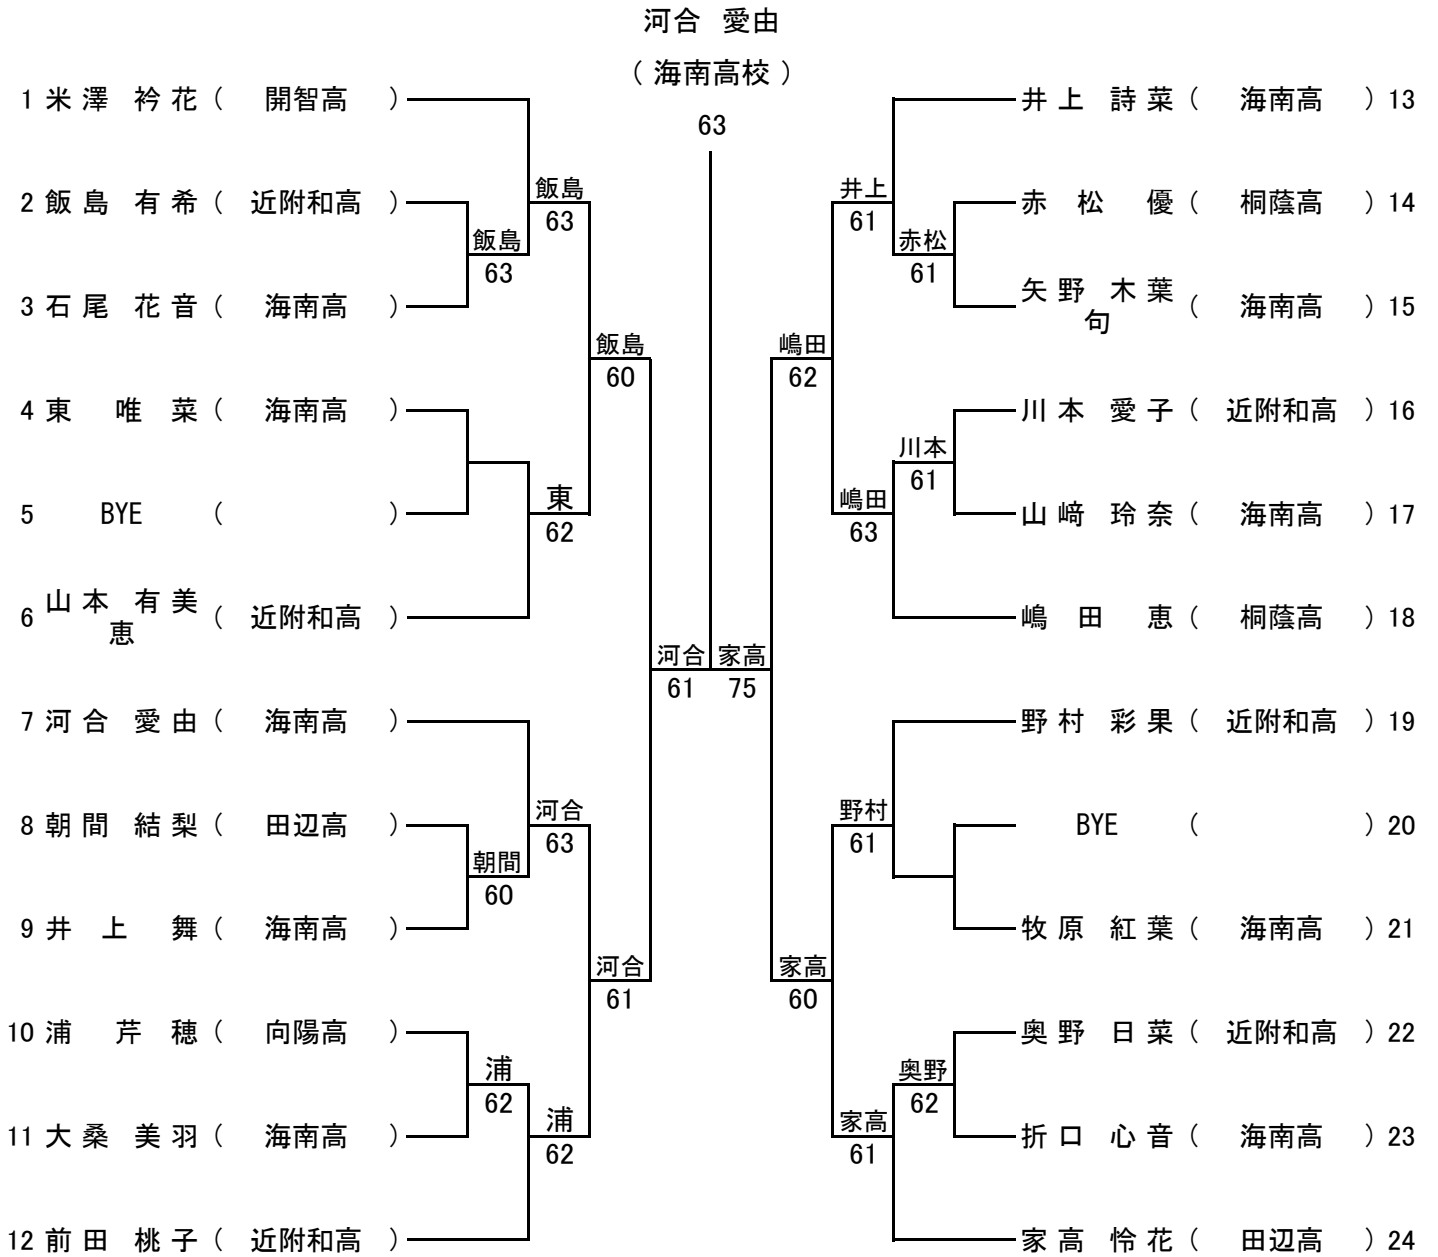 河合 愛由
( 海南高校 )
63
1 米澤 衿花 ( 開智高 )
2 飯島 有希 ( 近附和高 )
3 石尾 花音 ( 海南高 )
4 東 唯菜 ( 海南高 )
5 BYE ( )
6 山本 有美
恵 ( 近附和高 )
7 河合 愛由 ( 海南高 )
8 朝間 結梨 ( 田辺高 )
9 井上 舞 ( 海南高 )
10 浦 芹穂 ( 向陽高 )
11 大桑 美羽 ( 海南高 )
12 前田 桃子 ( 近附和高 )
飯島
63
朝間
60
浦
62
飯島
63
東
62
河合
63
浦
62
飯島
60
河合
61
河合
61
家高
75
嶋田
62
家高
60
井上
61
嶋田
63
野村
61
家高
61
赤松
61
川本
61
奥野
62
井上 詩菜 ( 海南高 ) 13
赤松 優 ( 桐蔭高 ) 14
矢野 木葉
句 ( 海南高 ) 15
川本 愛子 ( 近附和高 ) 16
山﨑 玲奈 ( 海南高 ) 17
嶋田 恵 ( 桐蔭高 ) 18
野村 彩果 ( 近附和高 ) 19
BYE ( ) 20
牧原 紅葉 ( 海南高 ) 21
奥野 日菜 ( 近附和高 ) 22
折口 心音 ( 海南高 ) 23
家高 怜花 ( 田辺高 ) 24